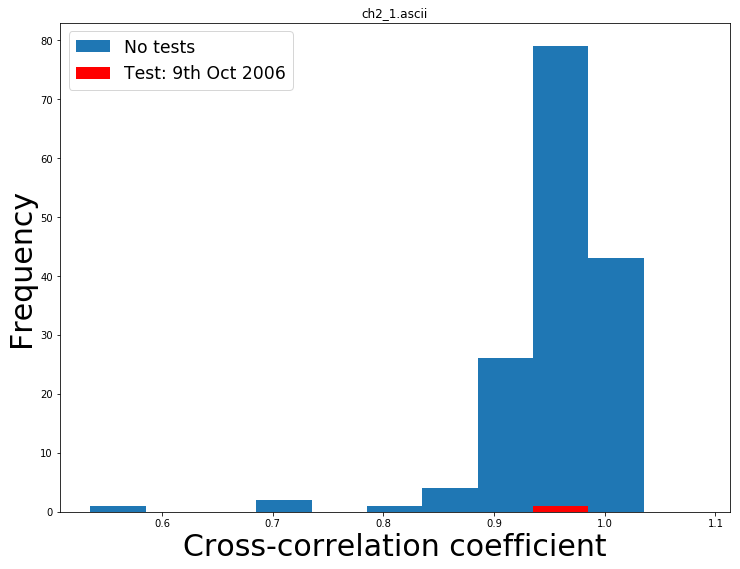 ch2_1.ascii
No tests
Test: 9th Oct 2006
80
70
60
50
40
30
20
10
0
Frequency
0.6 0.7 0.8 0.9 1.0 1.1
Cross-correlation coefficient